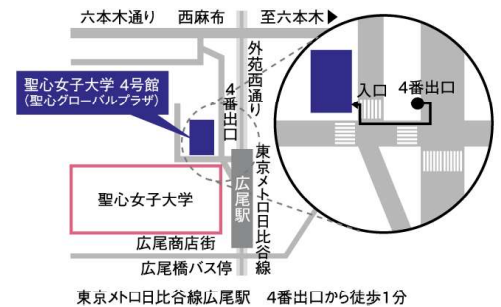 六本木通り
西麻布
至六本木▶
外苑西通り
聖心女子大学 4号館
(聖心グローバルプラザ)
4番出口
入口
4番出口
東京メトロ日比谷線
広尾駅
聖心女子大学
広尾商店街
広尾橋バス停
東京メトロ日比谷線広尾駅 4番出口から徒歩1分